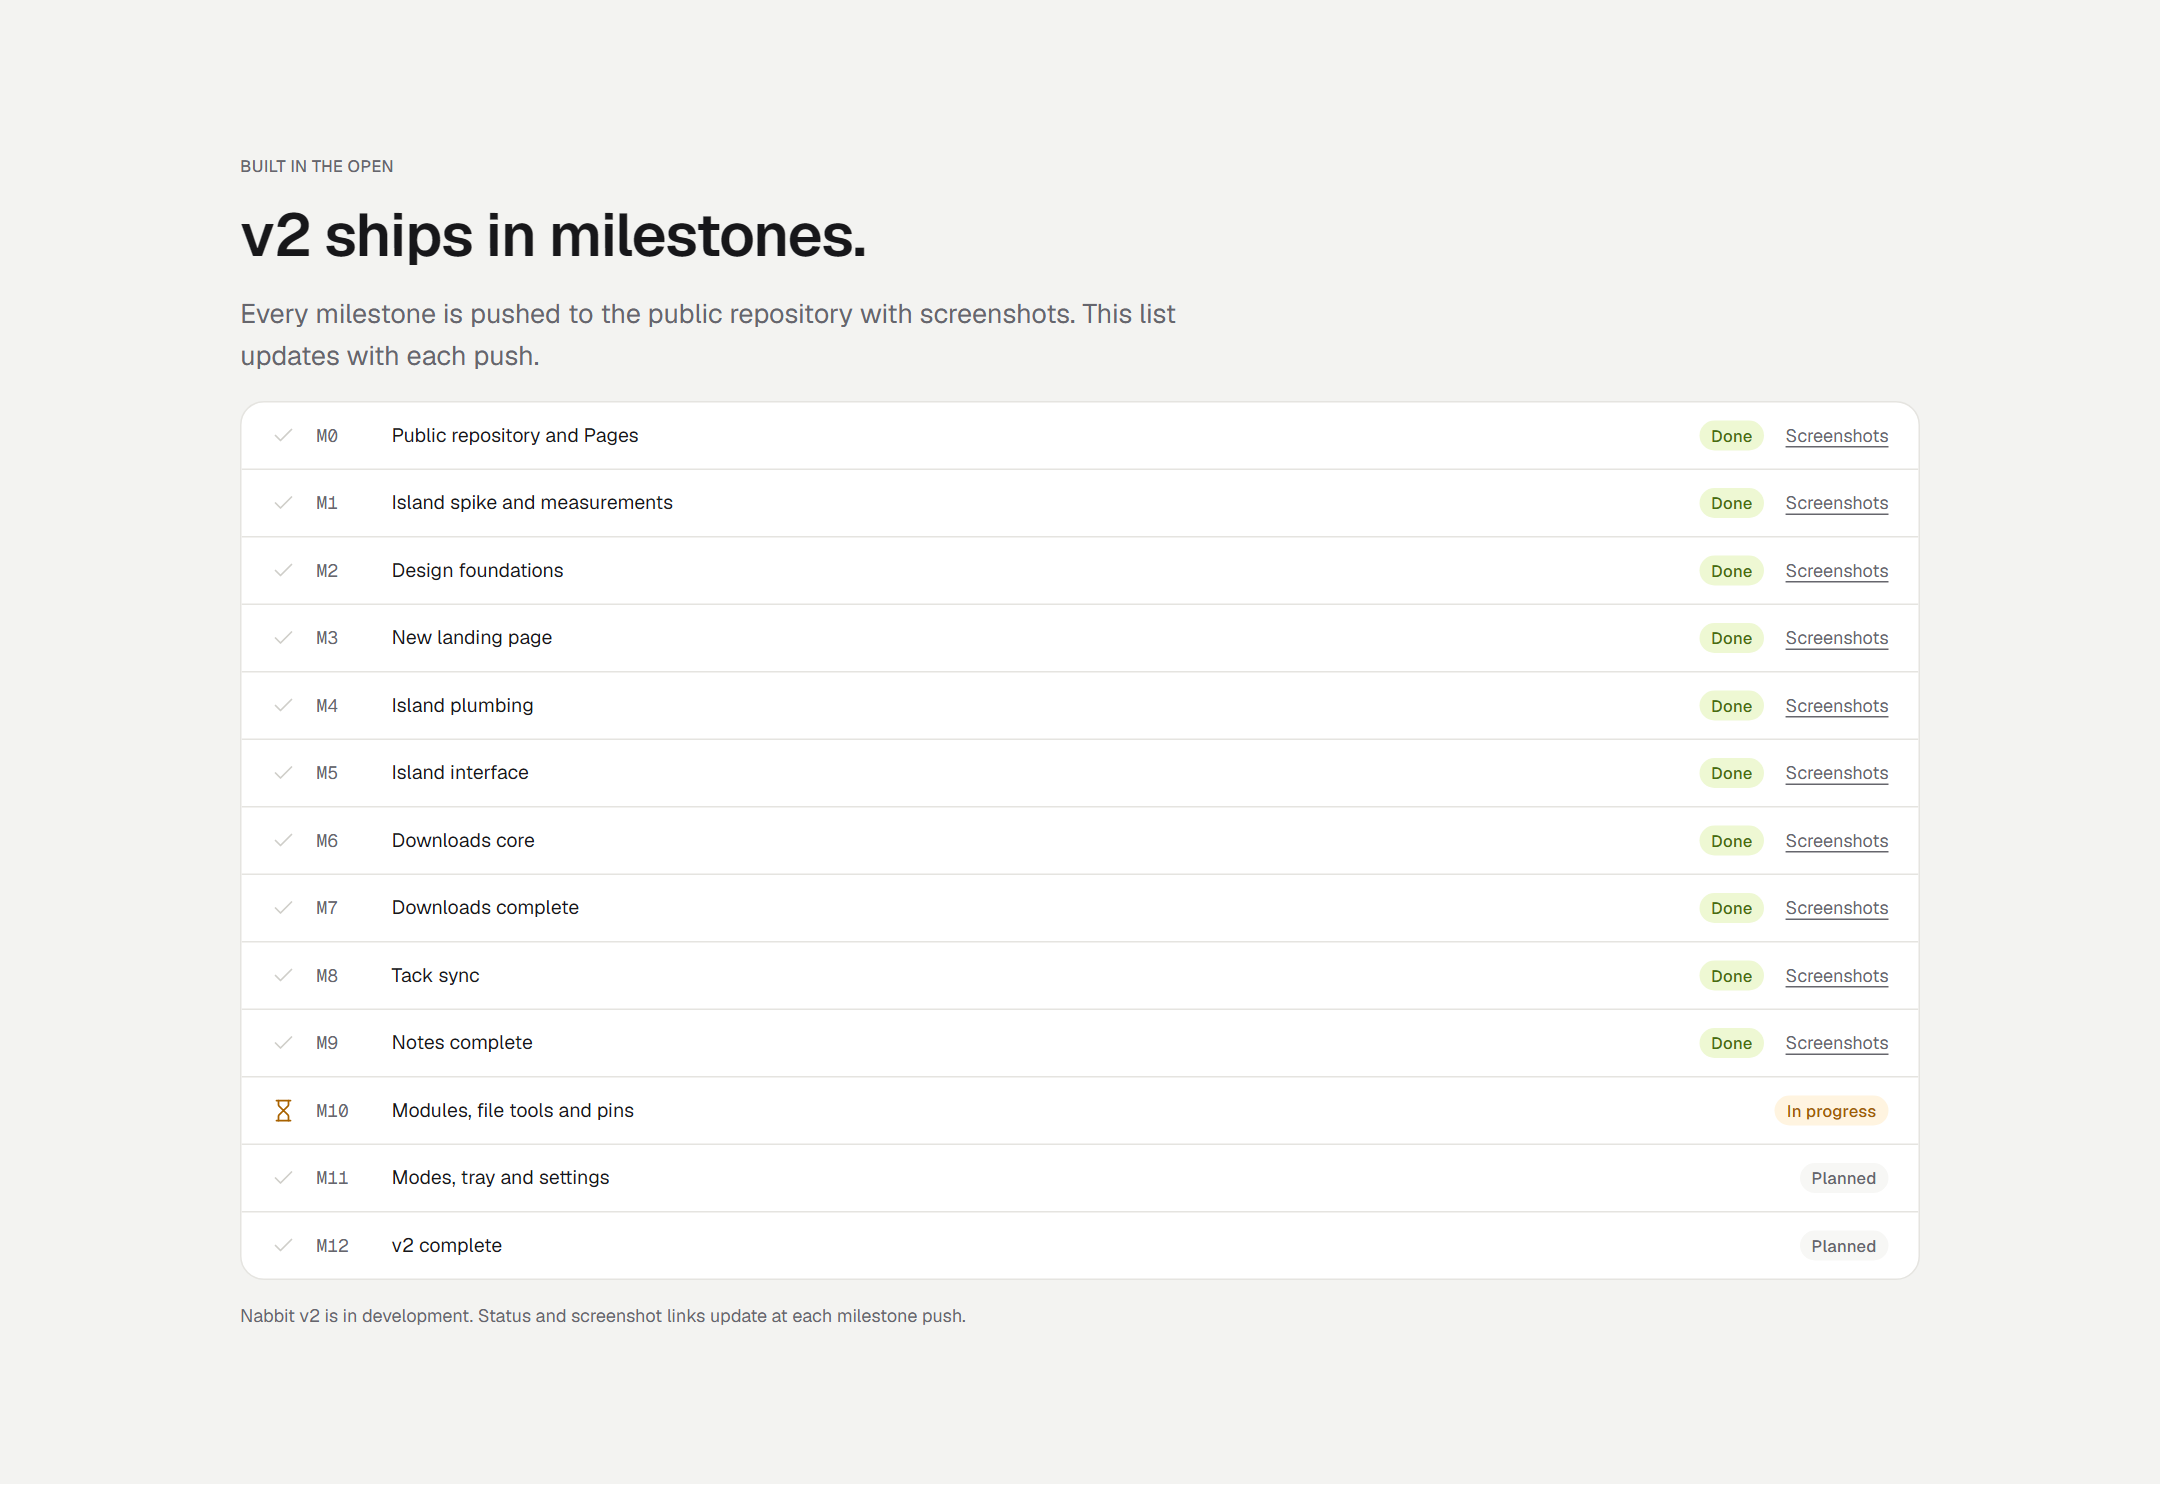 BUILT IN THE OPEN
v2 ships in milestones.
Every milestone is pushed to the public repository with screenshots. This list
updates with each push.
M0 Public repository and Pages Done Screenshots
M1 Island spike and measurements Done Screenshots
M2 Design foundations Done Screenshots
M3 New landing page Done Screenshots
M4 Island plumbing Done Screenshots
M5 Island interface Done Screenshots
M6 Downloads core Done Screenshots
M7 Downloads complete Done Screenshots
M8 Tack sync Done Screenshots
M9 Notes complete Done Screenshots
M10 Modules, file tools and pins In progress
M11 Modes, tray and settings Planned
M12 v2 complete Planned
Nabbit v2 is in development. Status and screenshot links update at each milestone push.